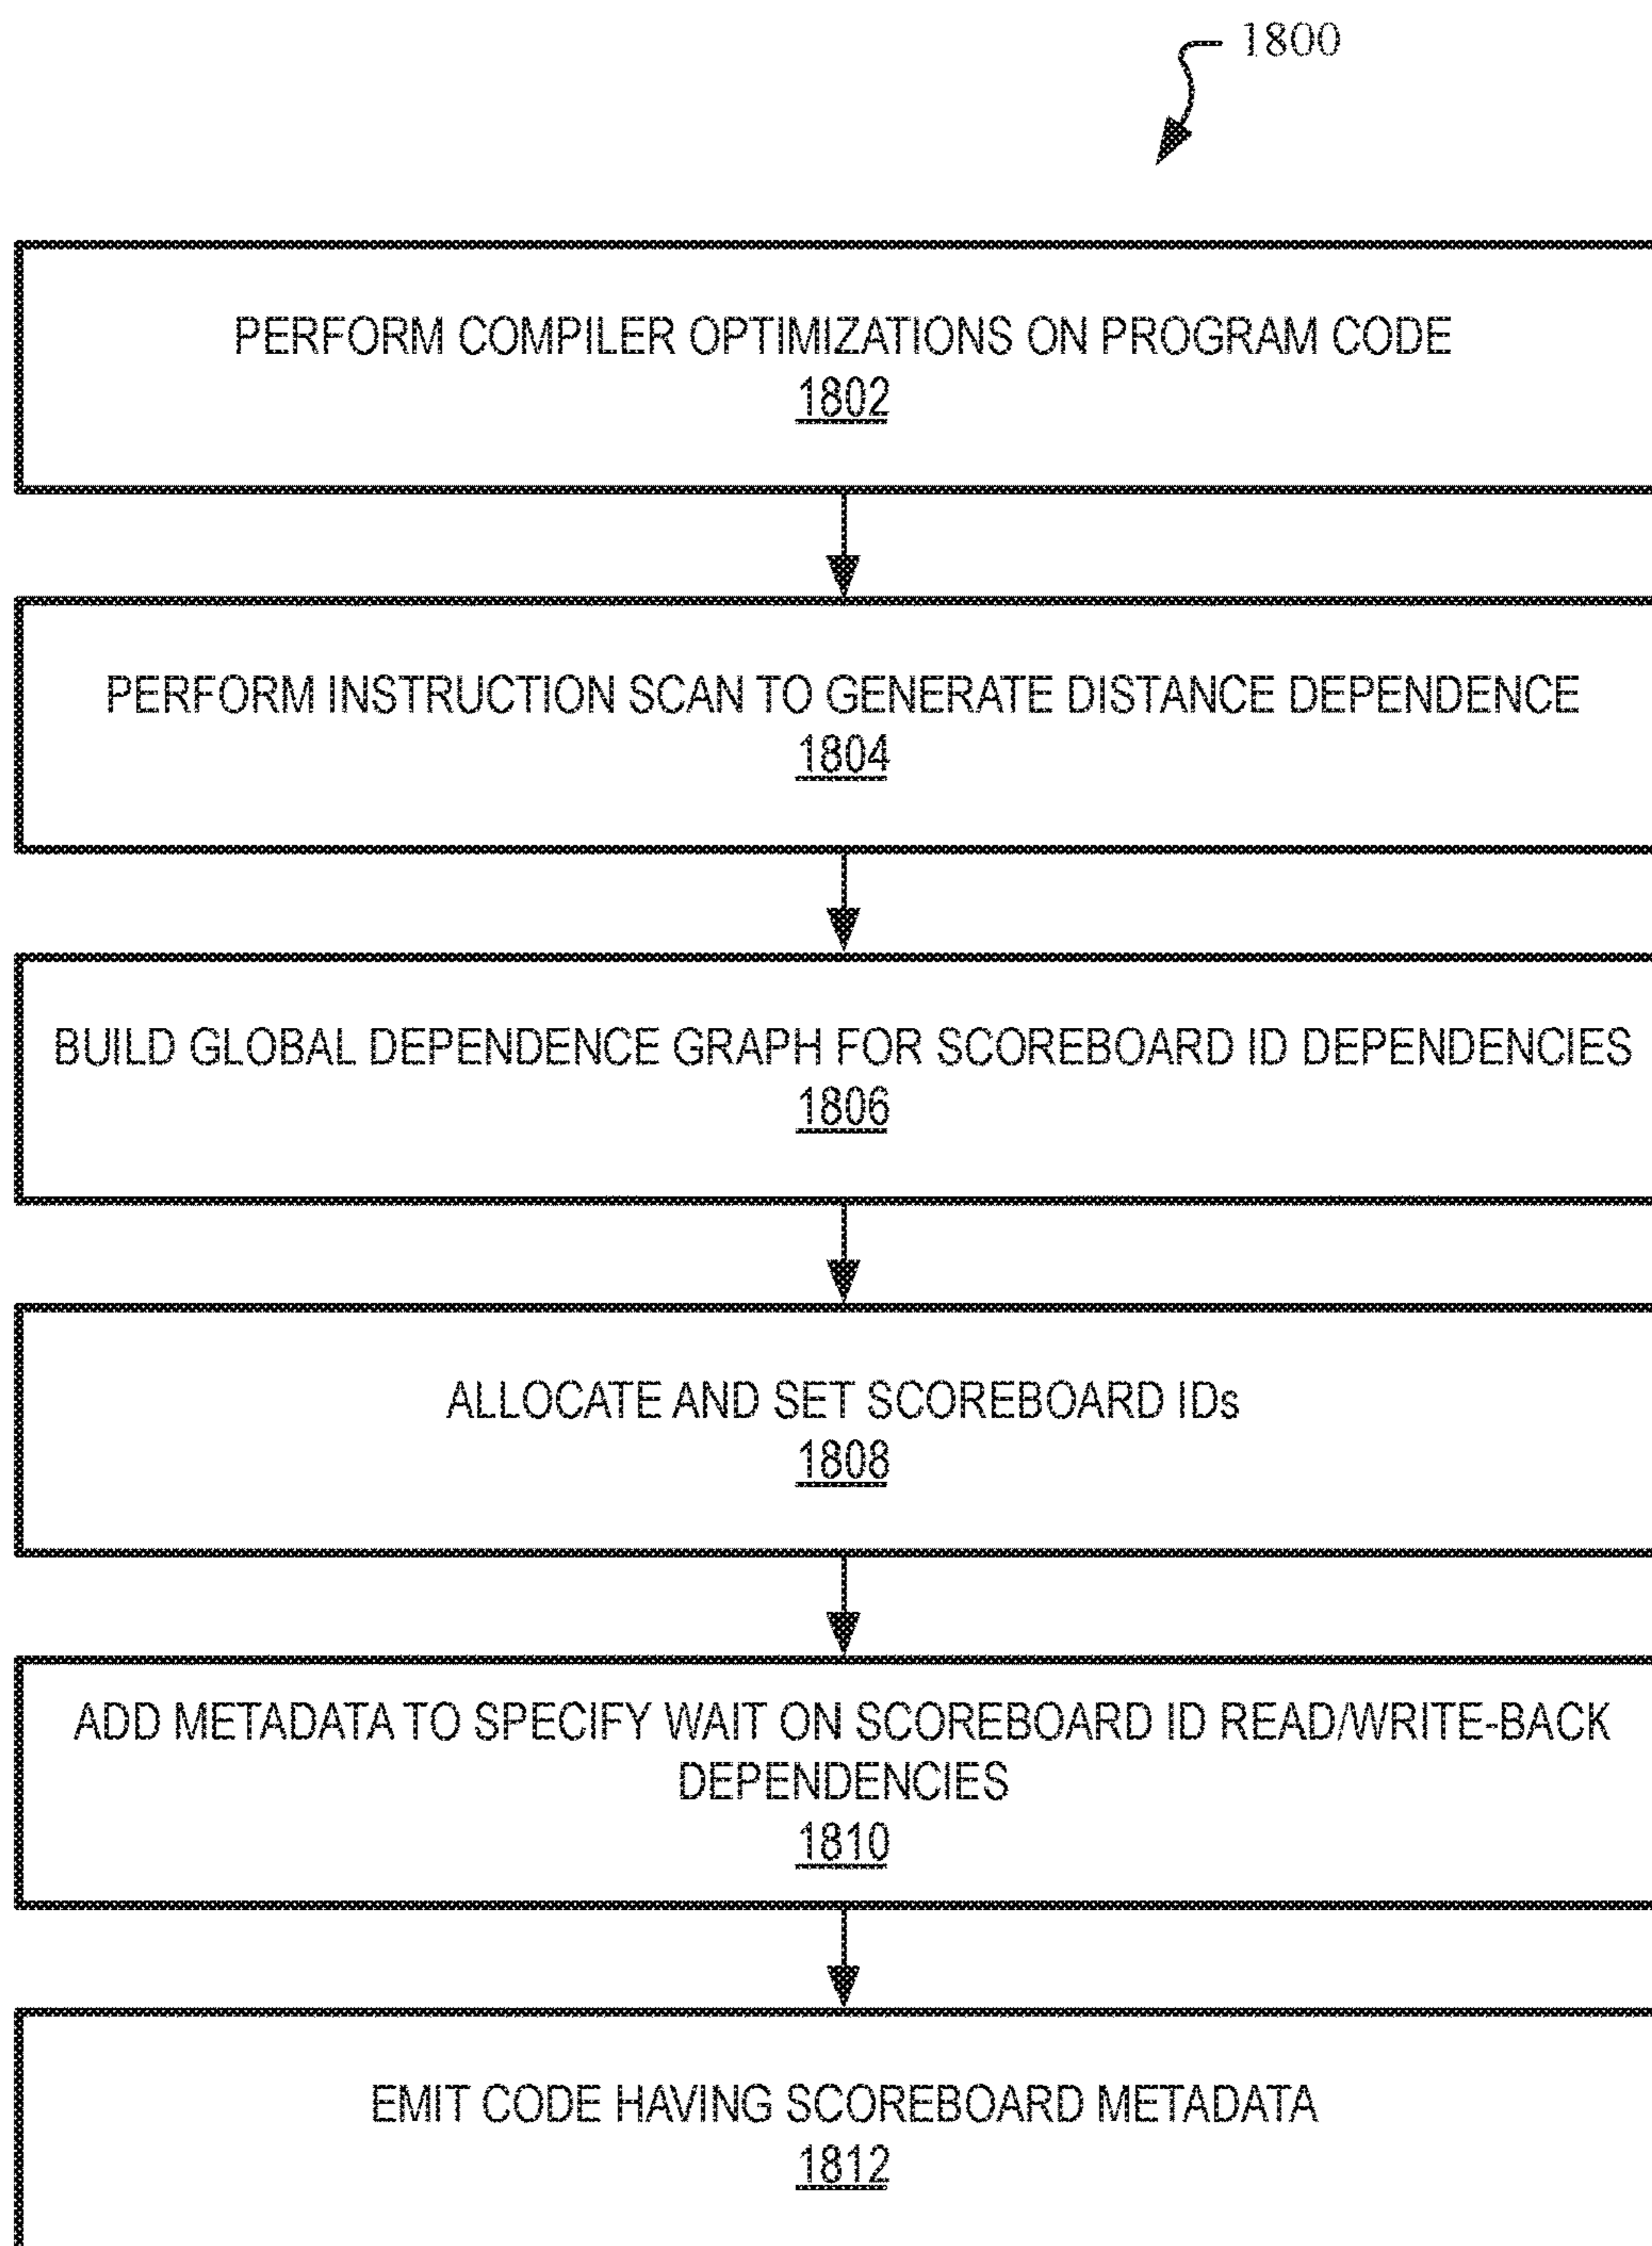 1800
PERFORM COMPILER OPTIMIZATIONS ON PROGRAM CODE
1802
PERFORM INSTRUCTION SCAN TO GENERATE DISTANCE DEPENDENCE
1804
BUILD GLOBAL DEPENDENCE GRAPH FOR SCOREBOARD ID DEPENDENCIES
1806
ALLOCATE AND SET SCOREBOARD IDs
1808
ADD METADATA TO SPECIFY WAIT ON SCOREBOARD ID READ/WRITE-BACK
DEPENDENCIES
1810
EMIT CODE HAVING SCOREBOARD METADATA
1812